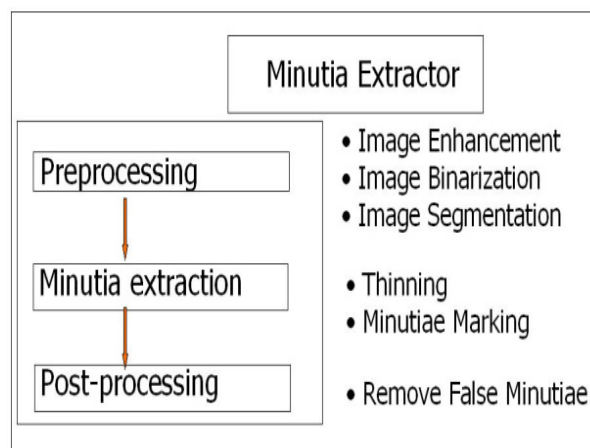 Minutia Extractor
Preprocessing
• Image Enhancement
• Image Binarization
• Image Segmentation
Minutia extraction
• Thinning
• Minutiae Marking
Post-processing
• Remove False Minutiae